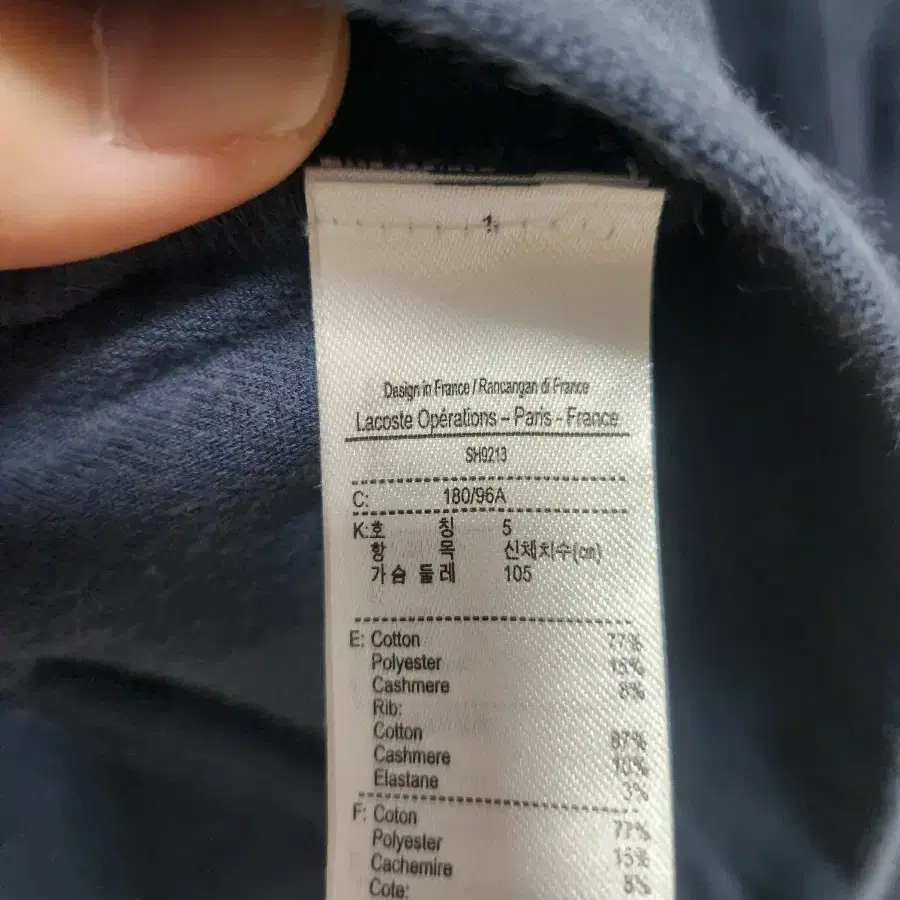 1
Design in France / Rancangan di France
Lacoste Opérations – Paris - France
SH9213
C: 180/96A
K:호 칭 5
항 목 신체치수(cm)
가슴 둘레 105
E: Cotton 77%
Polyester 15%
Cashmere 8%
Rib:
Cotton 87%
Cashmere 10%
Elastane 3%
F: Coton 77%
Polyester 15%
Cachemire 8%
Cote: